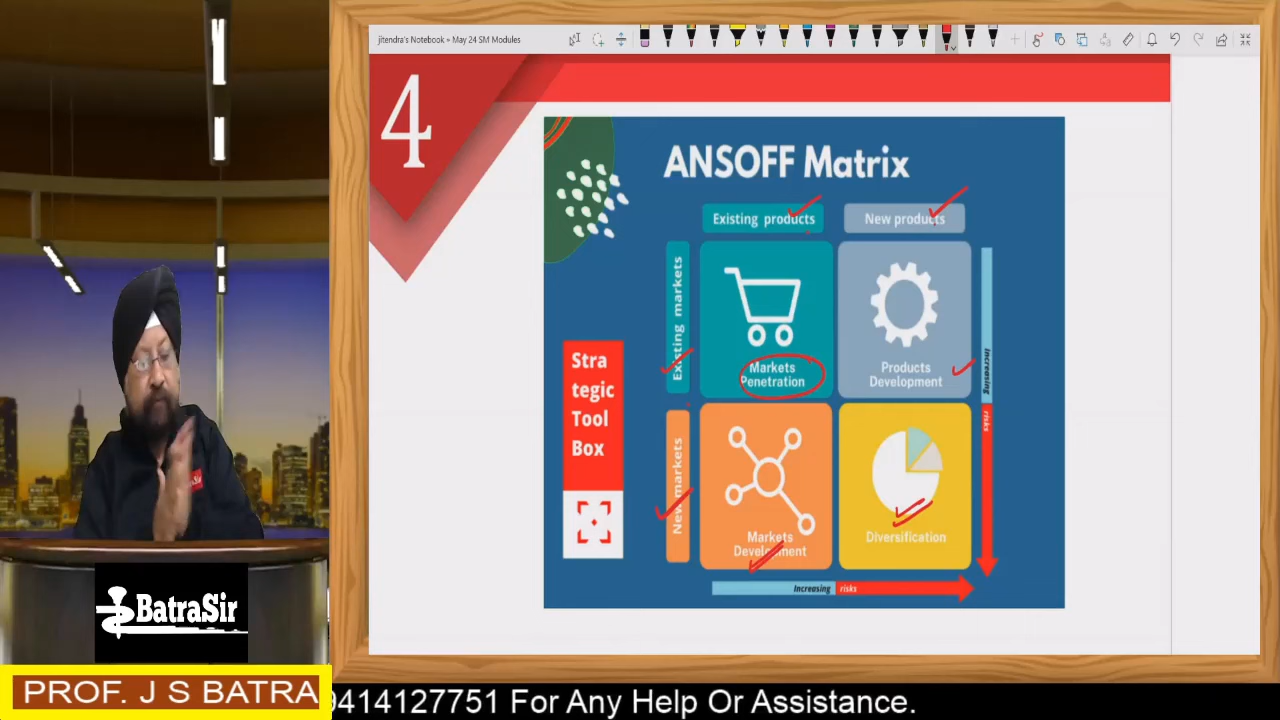 jitendra's Notebook » May 24 SM Modules
4
ANSOFF Matrix
Existing products
New products
Existing markets
Markets
Penetration
Products
Development
Increasing
risks
Stra
tegic
Tool
Box
New markets
Markets
Development
Diversification
Increasing risks
BatraSir
BatraSir
PROF. J S BATRA
9414127751 For Any Help Or Assistance.